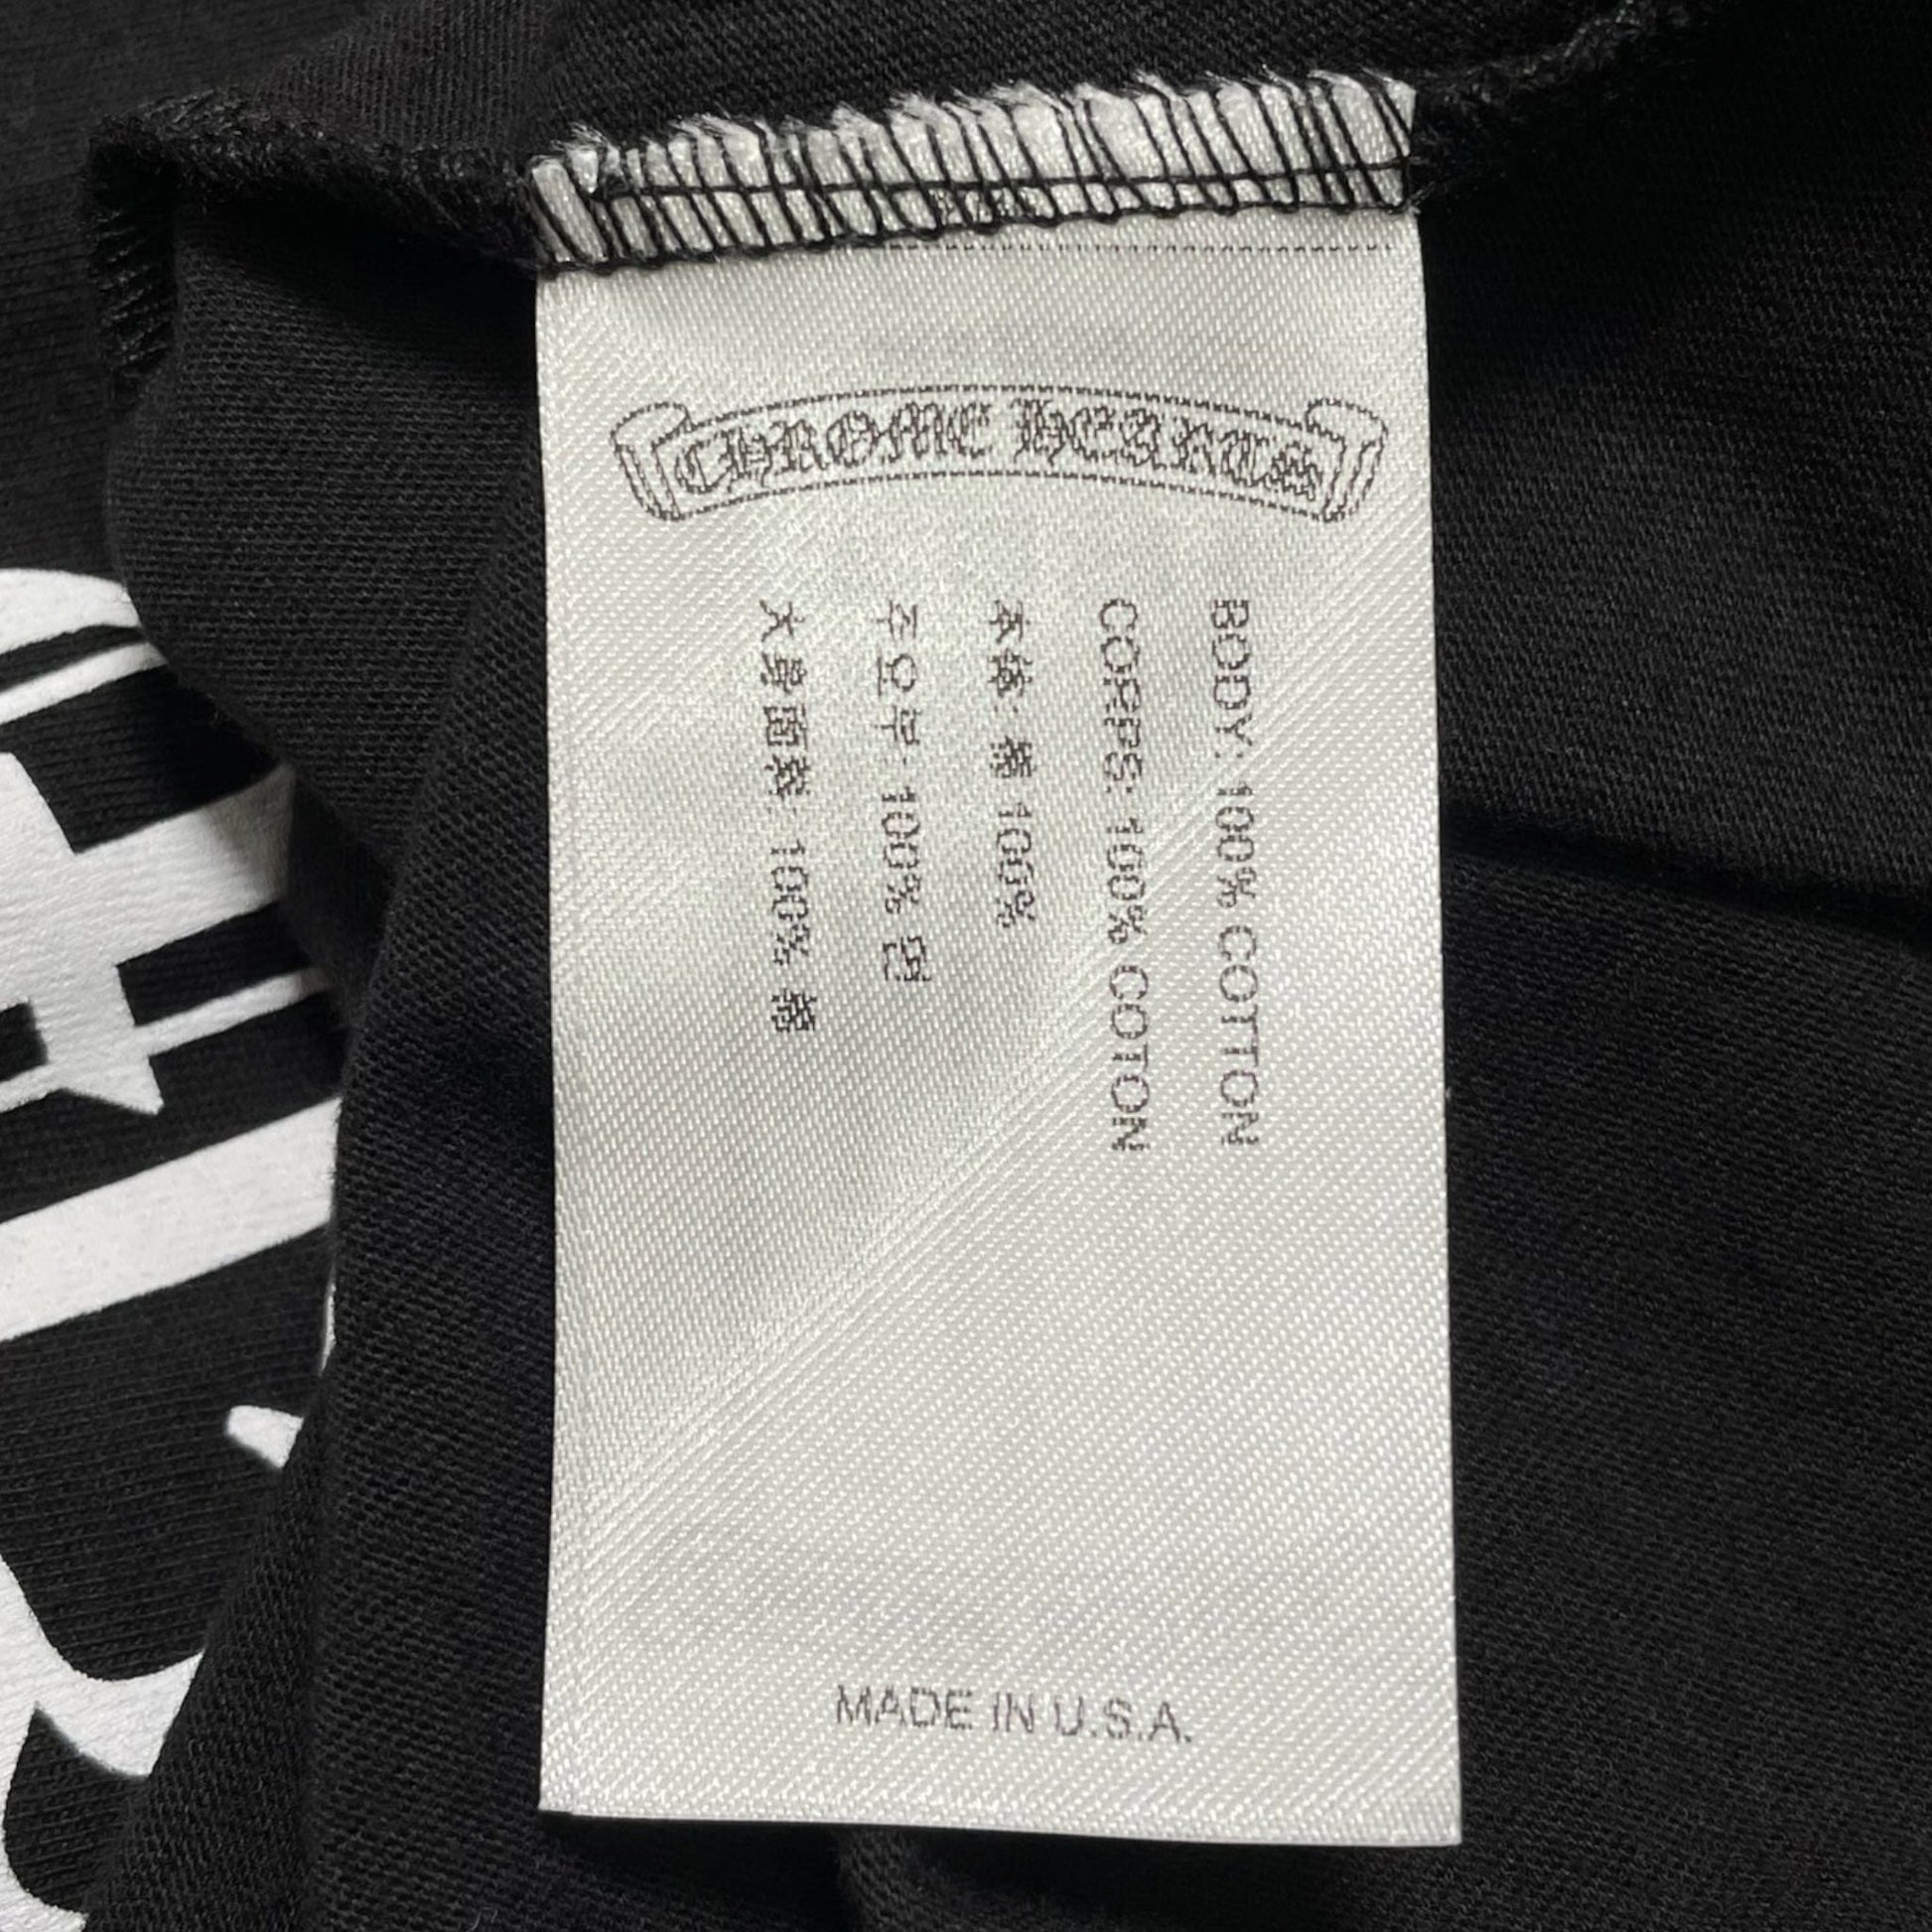 CHROME HEARTS
BODY: 100% COTTON
CORPS: 100% COTON
本体: 綿 100%
주요부: 100% 면
大身面料: 100% 棉
MADE IN U.S.A.